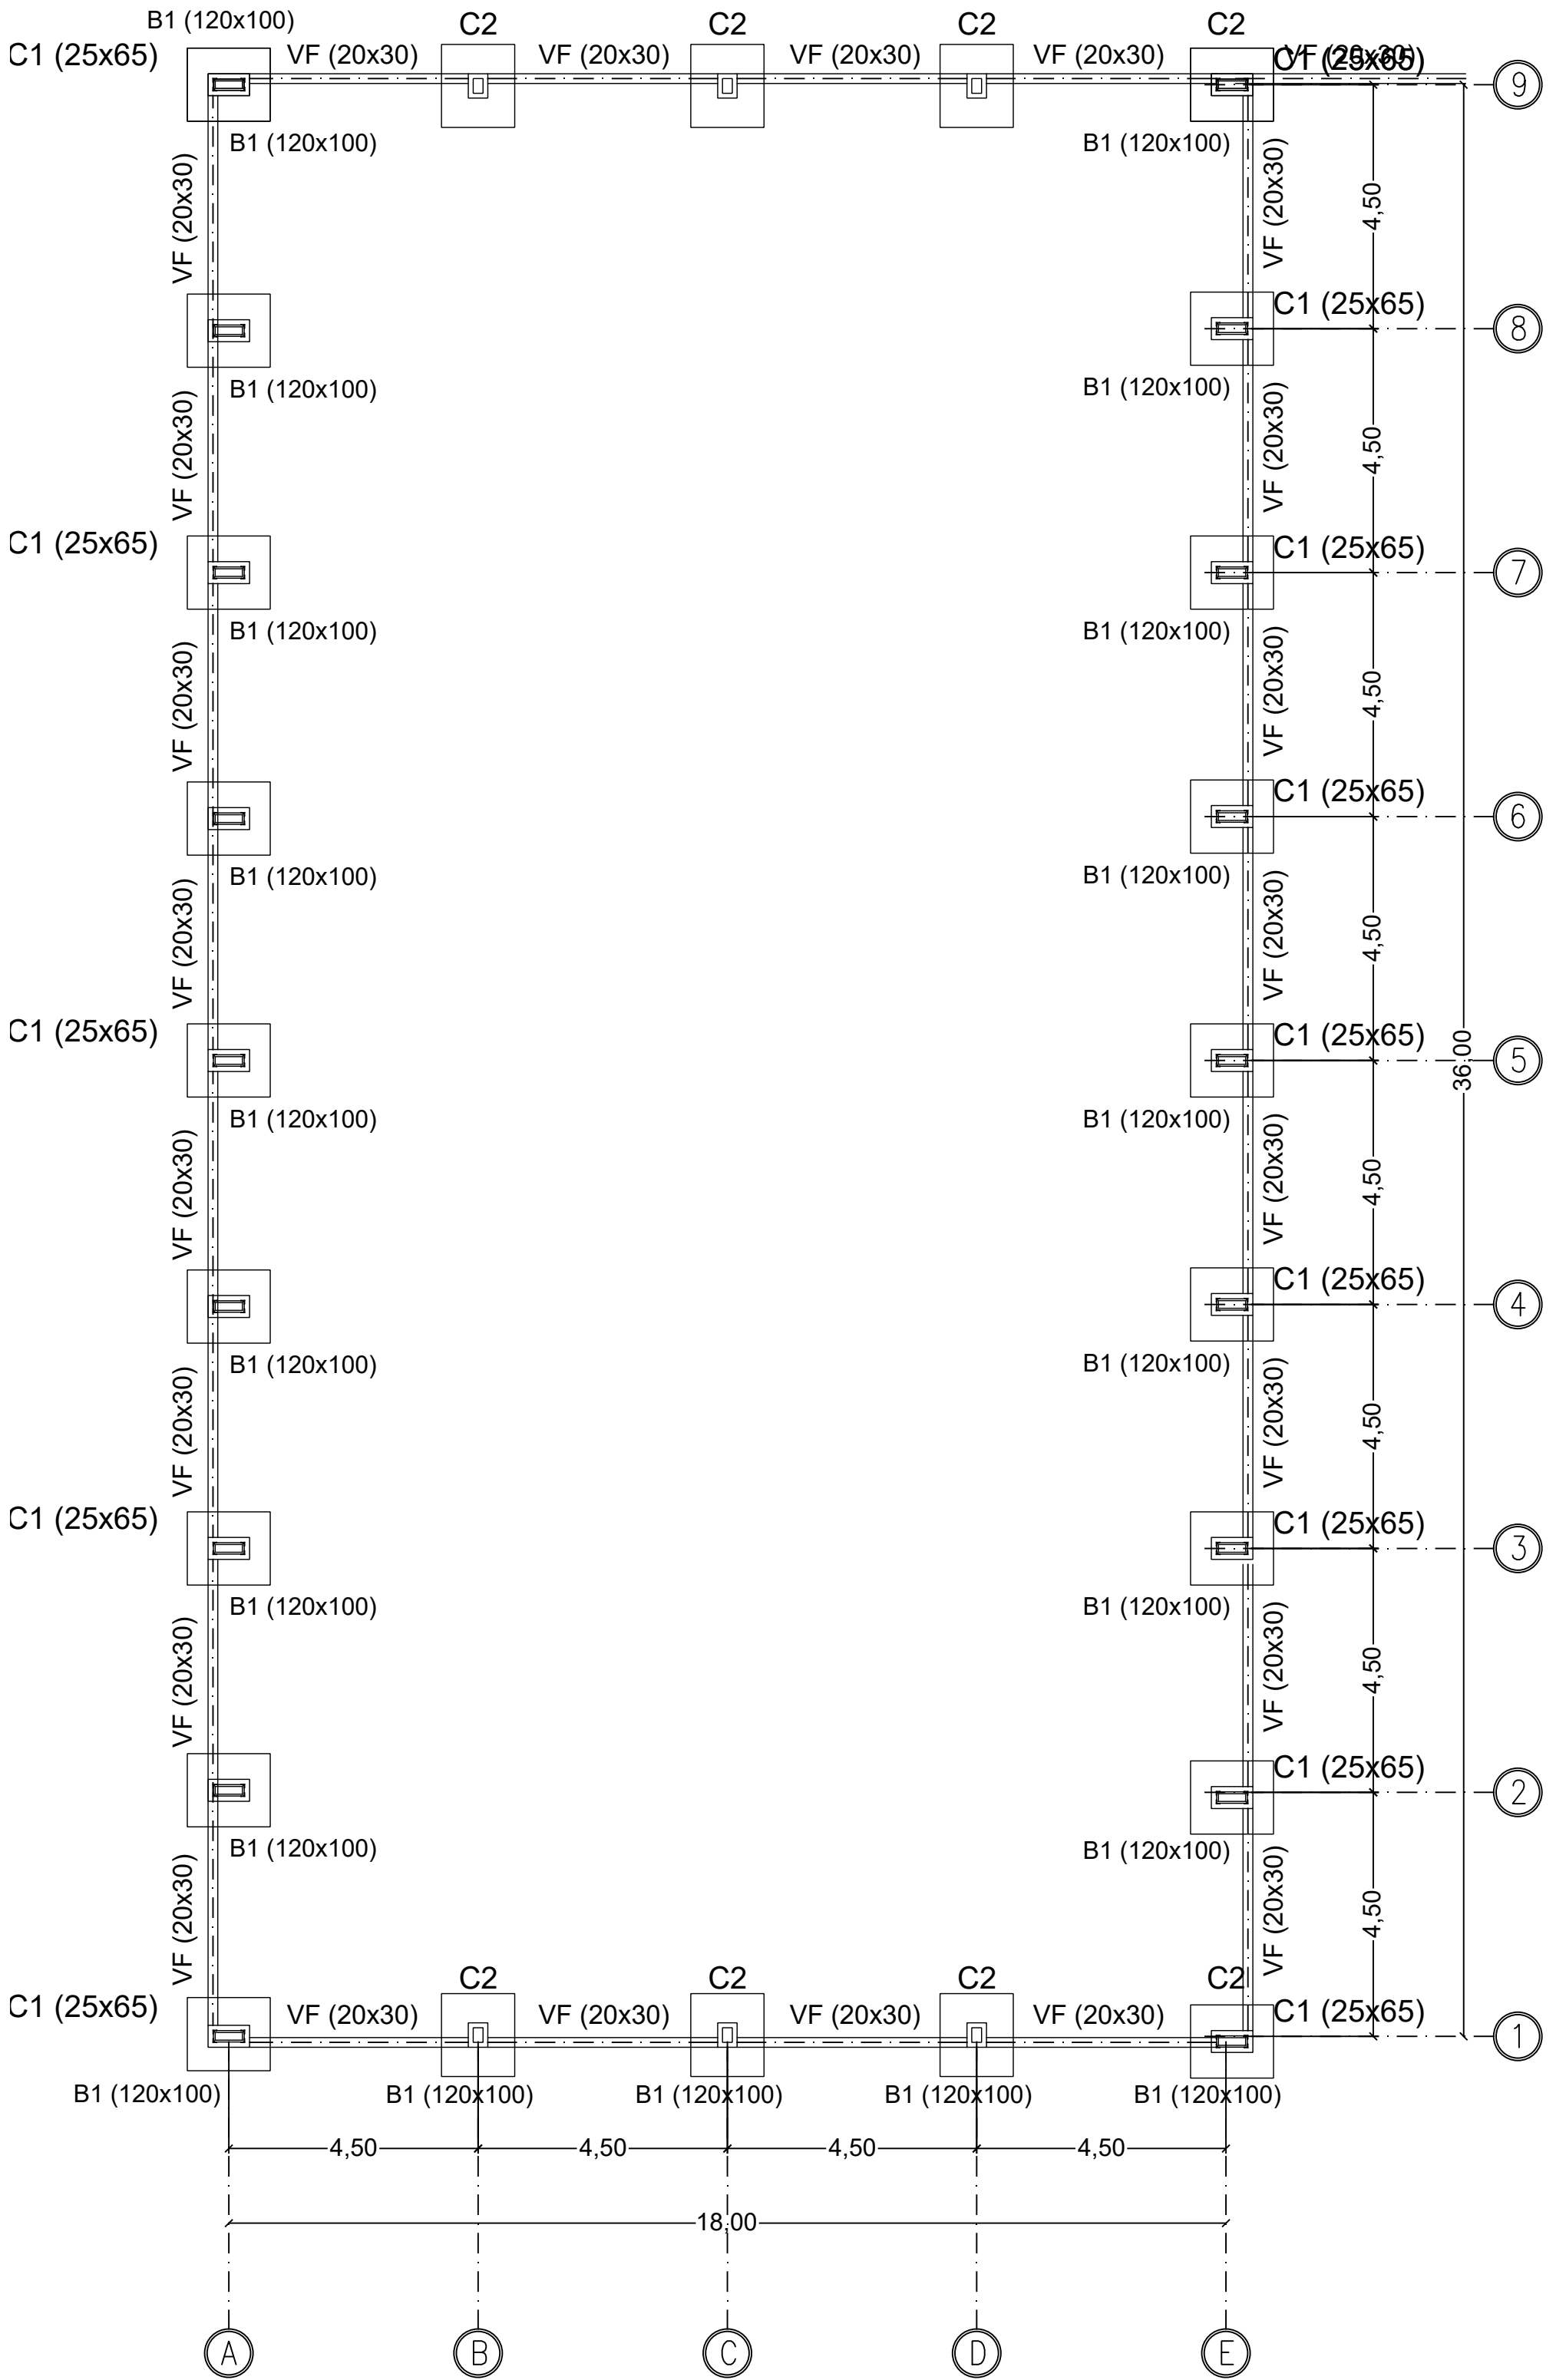 B1 (120x100)
C2
C2
C2
C2
C1 (25x65)
VF (20x30)
VF (20x30)
VF (20x30)
VF (20x30)
VF (20x30)
C1 (25x65)
9
B1 (120x100)
B1 (120x100)
VF (20x30)
VF (20x30)
4,50
C1 (25x65)
8
B1 (120x100)
B1 (120x100)
VF (20x30)
VF (20x30)
4,50
C1 (25x65)
C1 (25x65)
7
B1 (120x100)
B1 (120x100)
VF (20x30)
VF (20x30)
4,50
C1 (25x65)
6
B1 (120x100)
B1 (120x100)
VF (20x30)
VF (20x30)
4,50
C1 (25x65)
C1 (25x65)
36,00
5
B1 (120x100)
B1 (120x100)
VF (20x30)
VF (20x30)
4,50
C1 (25x65)
4
B1 (120x100)
B1 (120x100)
VF (20x30)
VF (20x30)
4,50
C1 (25x65)
C1 (25x65)
3
B1 (120x100)
B1 (120x100)
VF (20x30)
VF (20x30)
4,50
C1 (25x65)
2
B1 (120x100)
B1 (120x100)
VF (20x30)
VF (20x30)
4,50
C2
C2
C2
C2
C1 (25x65)
VF (20x30)
VF (20x30)
VF (20x30)
VF (20x30)
C1 (25x65)
1
B1 (120x100)
B1 (120x100)
B1 (120x100)
B1 (120x100)
B1 (120x100)
4,50
4,50
4,50
4,50
18,00
A
B
C
D
E